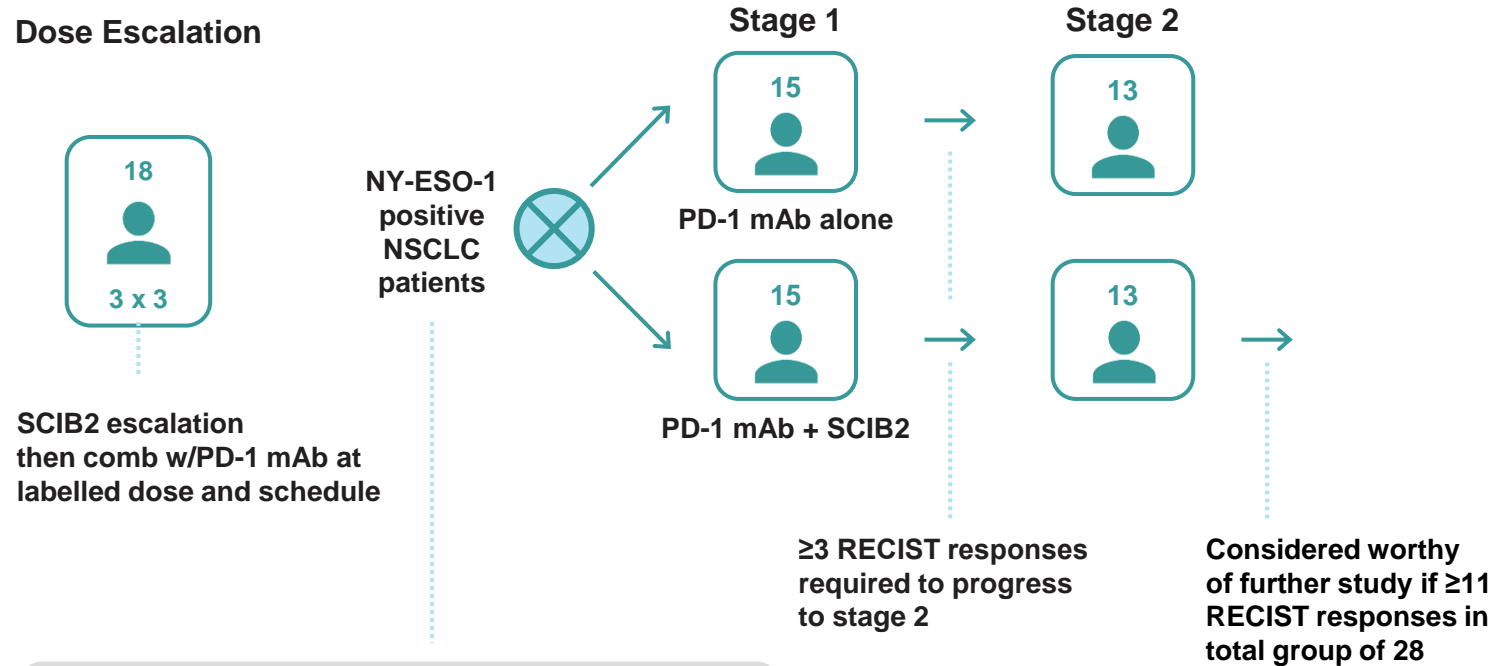 Dose Escalation
18
3 x 3
SCIB2 escalation
then comb w/PD-1 mAb at
labelled dose and schedule
NY-ESO-1
positive
NSCLC
patients
Stage 1
15
PD-1 mAb alone
15
PD-1 mAb + SCIB2
≥3 RECIST responses
required to progress
to stage 2
Stage 2
13
13
Considered worthy
of further study if ≥11
RECIST responses in
total group of 28